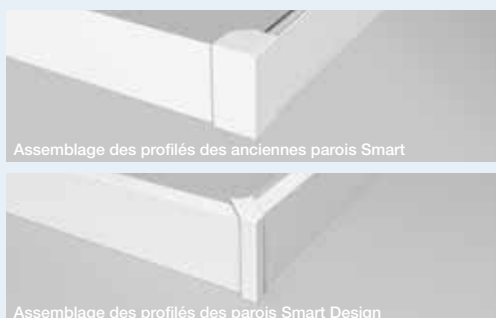 Assemblage des profilés des anciennes parois Smart
Assemblage des profilés des parois Smart Design